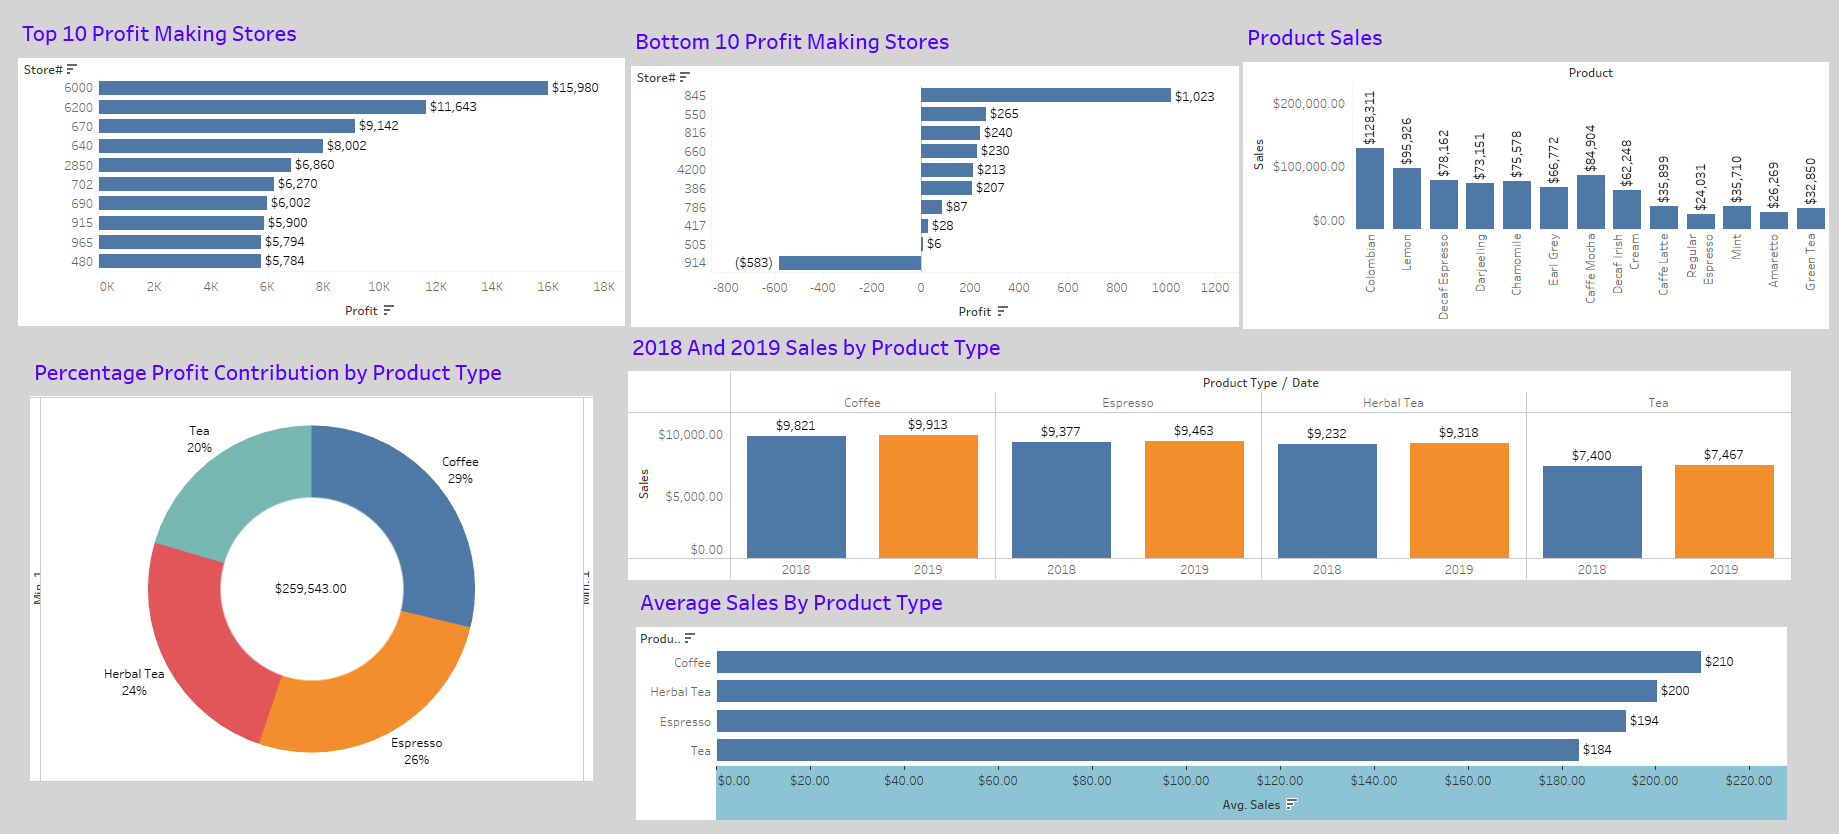 Top 10 Profit Making Stores
Store#
6000 $15,980
6200 $11,643
670 $9,142
640 $8,002
2850 $6,860
702 $6,270
690 $6,002
915 $5,900
965 $5,794
480 $5,784
0K 2K 4K 6K 8K 10K 12K 14K 16K 18K
Profit
Bottom 10 Profit Making Stores
Store#
845 $1,023
550 $265
816 $240
660 $230
4200 $213
386 $207
786 $87
417 $28
505 $6
914 ($583)
-800 -600 -400 -200 0 200 400 600 800 1000 1200
Profit
Product Sales
Product
Sales
$200,000.00
$100,000.00
$0.00
$128,311 $95,926 $78,162 $73,151 $75,578 $66,772 $84,904 $62,248 $35,899 $24,031 $35,710 $26,269 $32,850
Colombian
Lemon
Decaf Espresso
Darjeeling
Chamomile
Earl Grey
Caffe Mocha
Decaf Irish
Cream
Caffe Latte
Regular
Espresso
Mint
Amaretto
Green Tea
Percentage Profit Contribution by Product Type
Tea
20%
Coffee
29%
$259,543.00
Herbal Tea
24%
Espresso
26%
2018 And 2019 Sales by Product Type
Product Type / Date
Coffee Espresso Herbal Tea Tea
Sales
$10,000.00
$5,000.00
$0.00
$9,821 $9,913 $9,377 $9,463 $9,232 $9,318 $7,400 $7,467
2018 2019 2018 2019 2018 2019 2018 2019
Average Sales By Product Type
Produ..
Coffee $210
Herbal Tea $200
Espresso $194
Tea $184
$0.00 $20.00 $40.00 $60.00 $80.00 $100.00 $120.00 $140.00 $160.00 $180.00 $200.00 $220.00
Avg. Sales